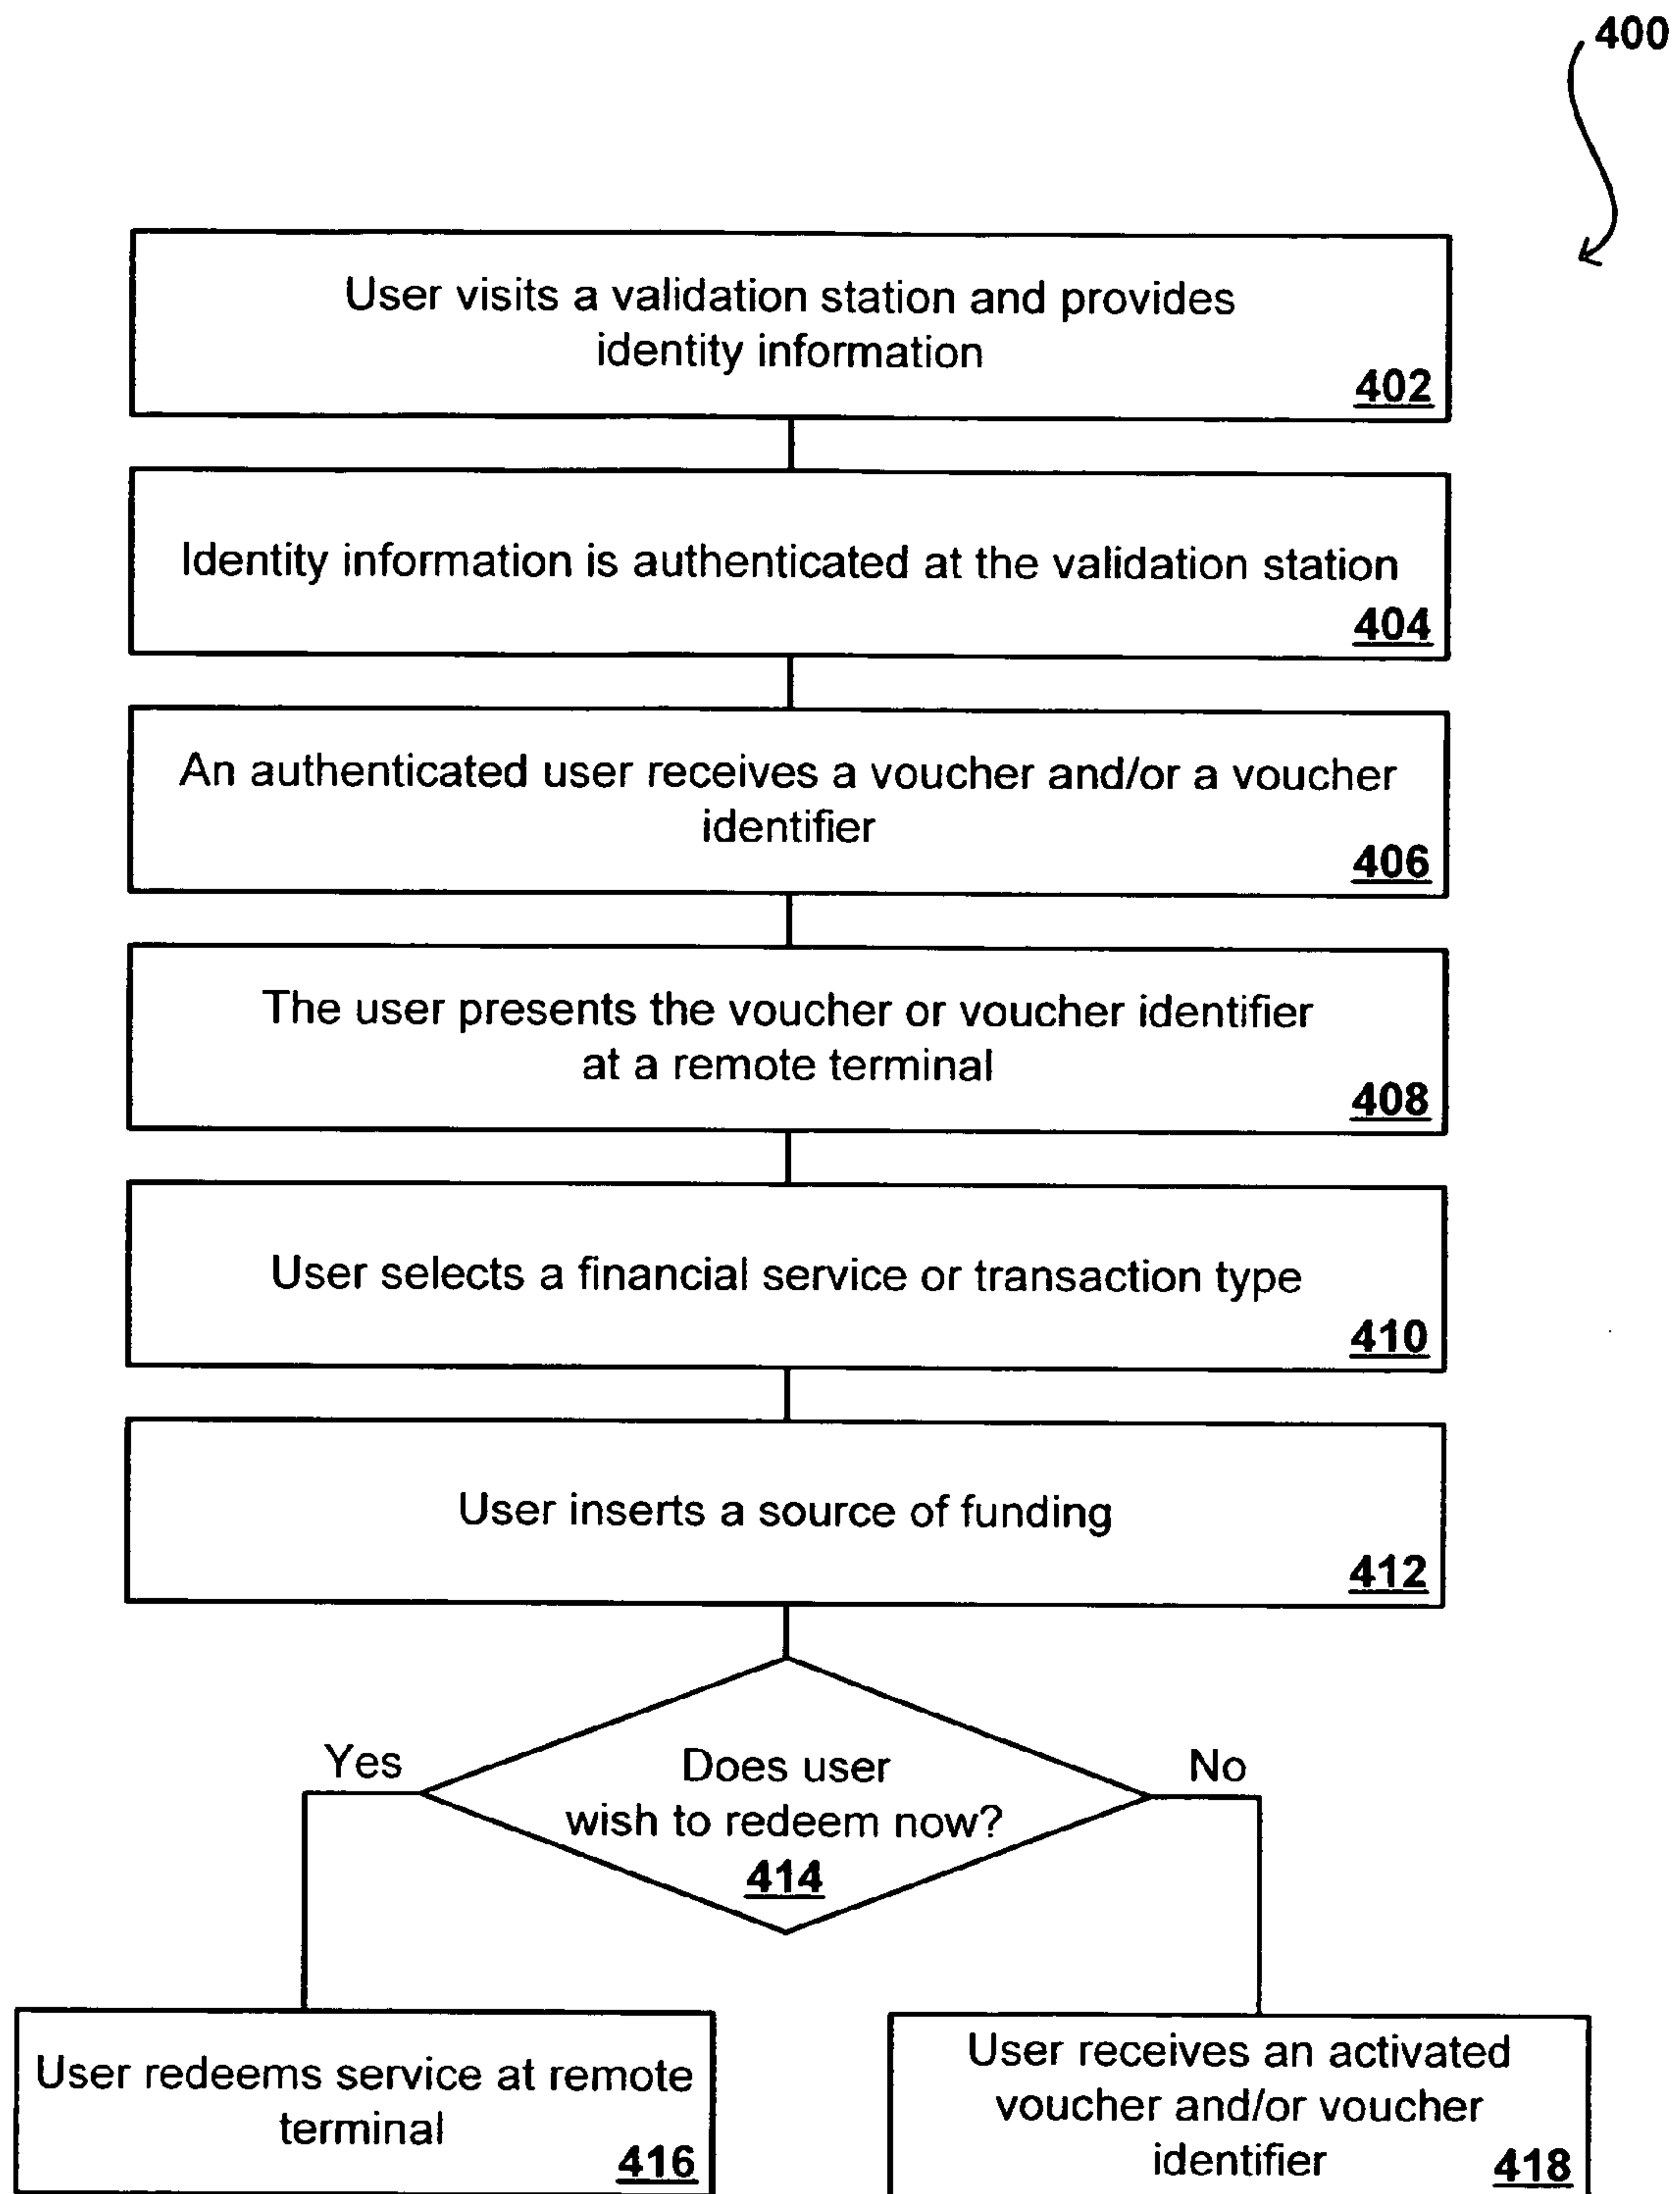 400
User visits a validation station and provides
identity information
402
Identity information is authenticated at the validation station
404
An authenticated user receives a voucher and/or a voucher
identifier
406
The user presents the voucher or voucher identifier
at a remote terminal
408
User selects a financial service or transaction type
410
User inserts a source of funding
412
Yes
Does user
wish to redeem now?
414
No
User redeems service at remote
terminal
416
User receives an activated
voucher and/or voucher
identifier
418